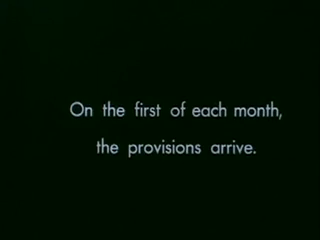 On the first of each month,
the provisions arrive.